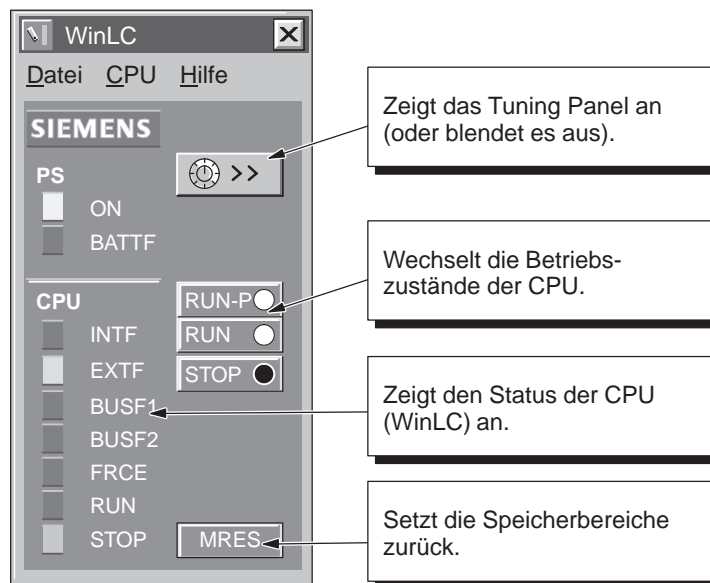 WinLC
Datei CPU Hilfe
SIEMENS
PS
>>
ON
BATTF
CPU
RUN-P
INTF
RUN
EXTF
STOP
BUSF1
BUSF2
FRCE
RUN
STOP
MRES
Zeigt das Tuning Panel an
(oder blendet es aus).
Wechselt die Betriebs-
zustände der CPU.
Zeigt den Status der CPU
(WinLC) an.
Setzt die Speicherbereiche
zurück.